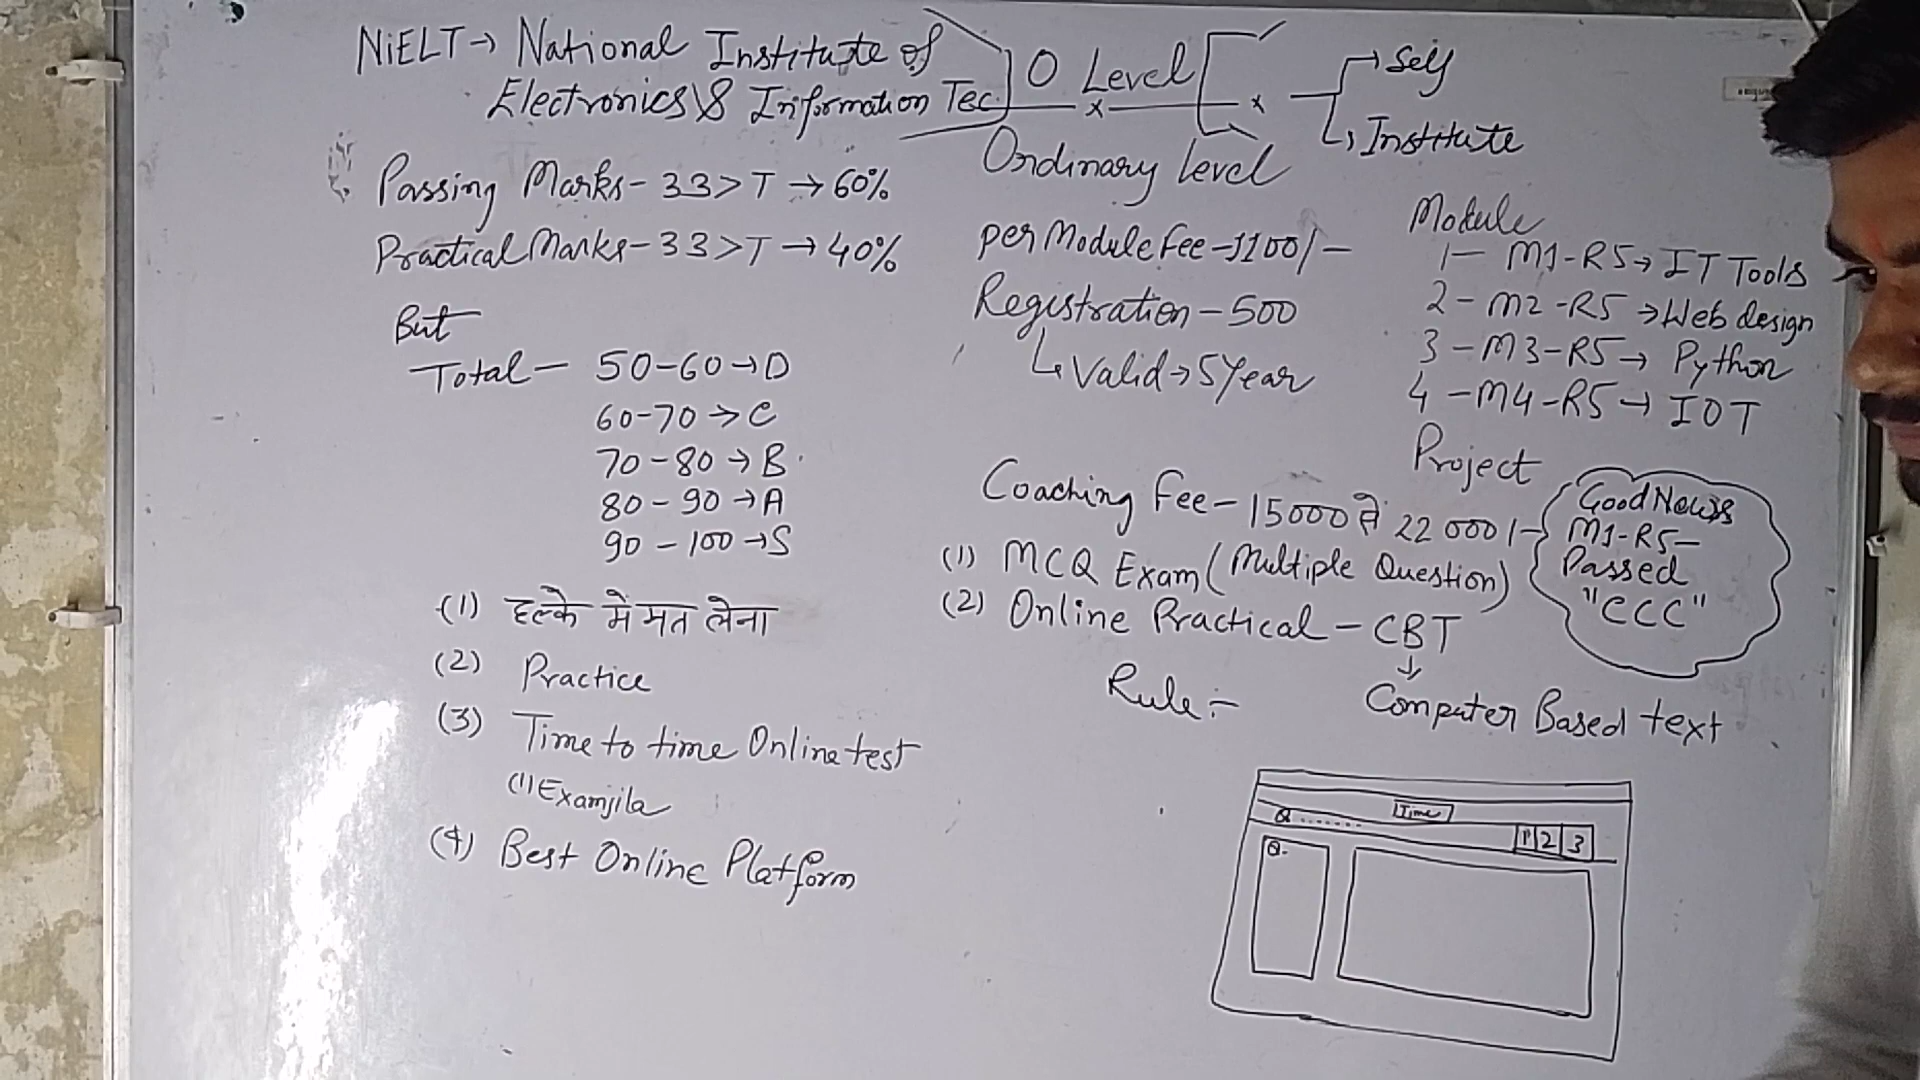 NiELT → National Institute of
Electronics & Information Tec.
O Level
Ordinary level
→ Self
↳ Institute
Passing Marks - 33 > T → 60%
Practical Marks - 33 > T → 40%
But
Total - 50-60 → D
60-70 → C
70-80 → B
80-90 → A
90-100 → S
(1) हल्के मे मत लेना
(2) Practice
(3) Time to time Online test
(1) Examjila
(4) Best Online Platform
per Module Fee - 1100/-
Registration - 500
↳ Valid → 5 Year
Module
1 - M1-R5 → IT Tools
2 - M2-R5 → Web design
3 - M3-R5 → Python
4 - M4-R5 → IOT
Project
Coaching Fee - 15000 से 22000/-
(1) MCQ Exam (Multiple Question)
(2) Online Practical - CBT
↓
Computer Based text
Rule :-
Good News
M1-R5-
Passed
"CCC"
Time
Q.......
1 2 3
Q.